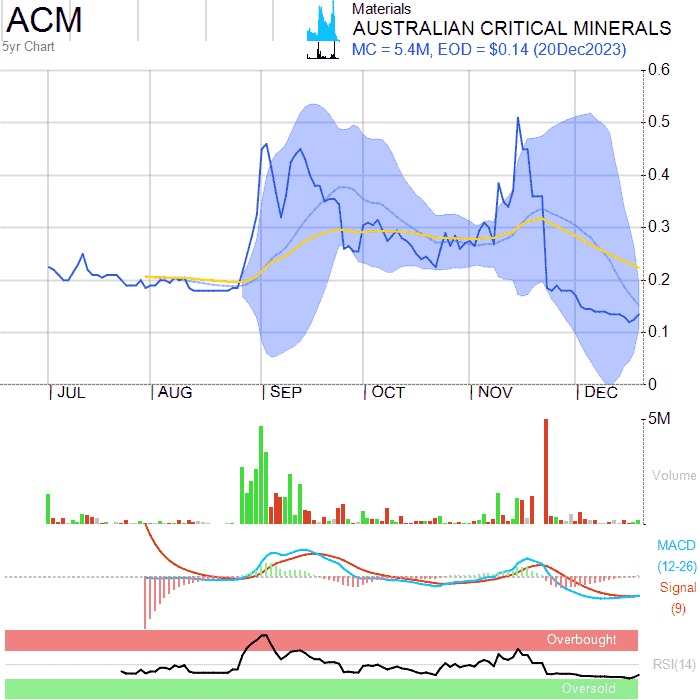 ACM
5yr Chart
Materials
AUSTRALIAN CRITICAL MINERALS
MC = 5.4M, EOD = $0.14 (20Dec2023)
0.6
0.5
0.4
0.3
0.2
0.1
0
JUL AUG SEP OCT NOV DEC
5M
Volume
MACD
(12-26)
Signal
(9)
Overbought
RSI(14)
Oversold